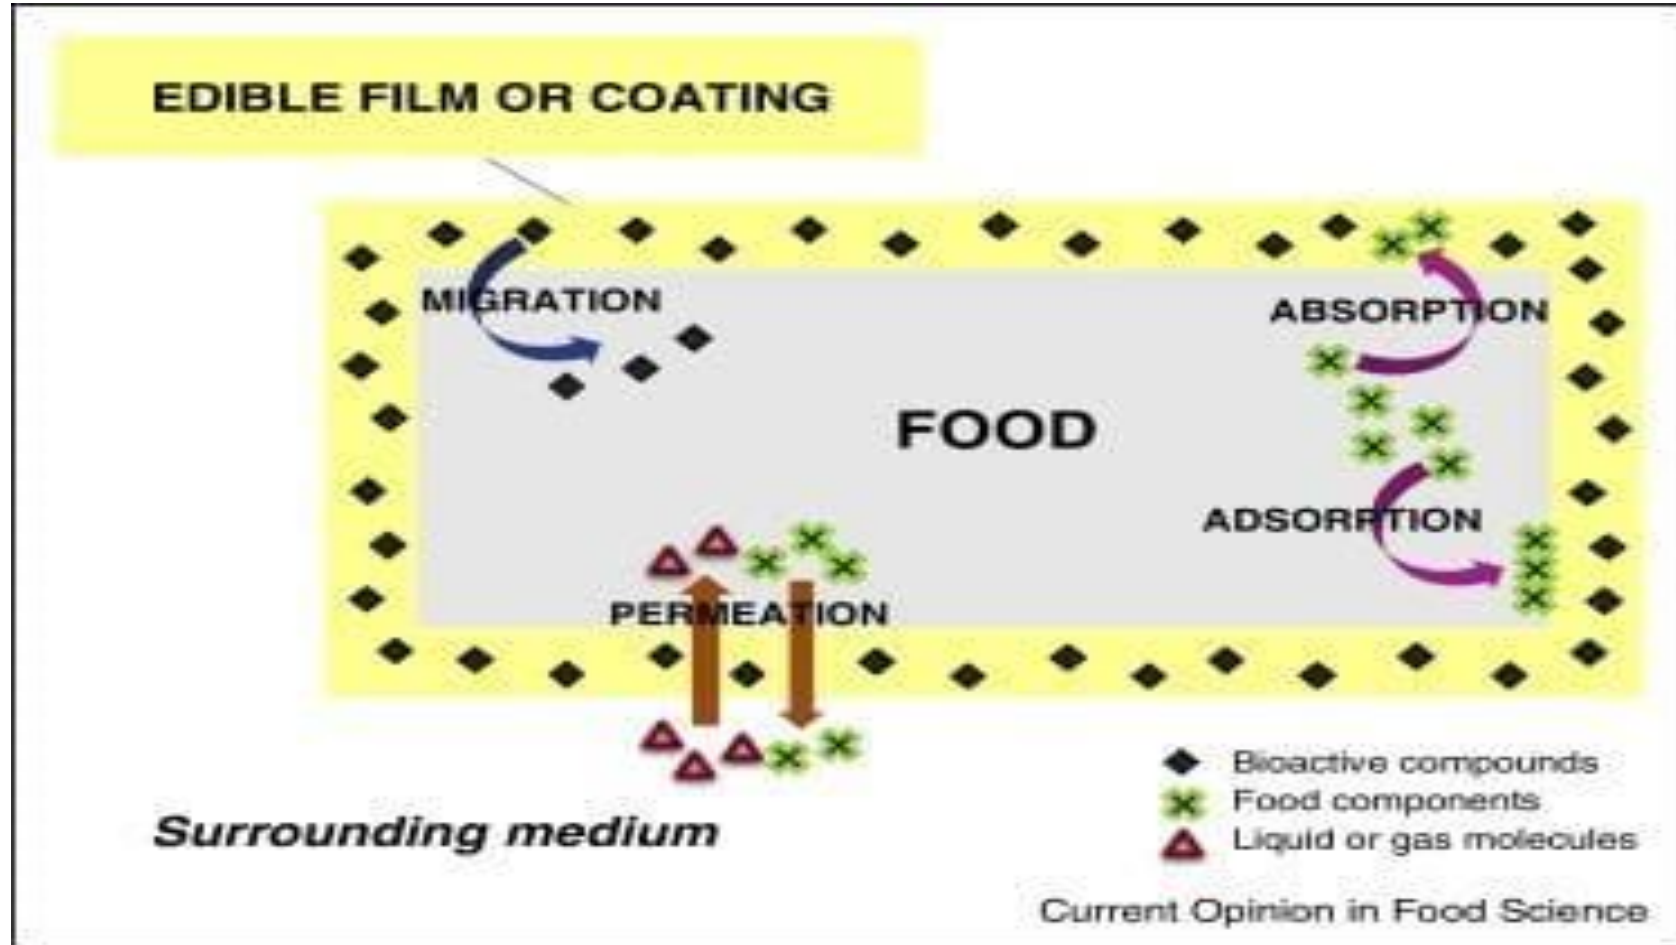 EDIBLE FILM OR COATING
MIGRATION
ABSORPTION
FOOD
ADSORPTION
PERMEATION
Surrounding medium
Bioactive compounds
Food components
Liquid or gas molecules
Current Opinion in Food Science